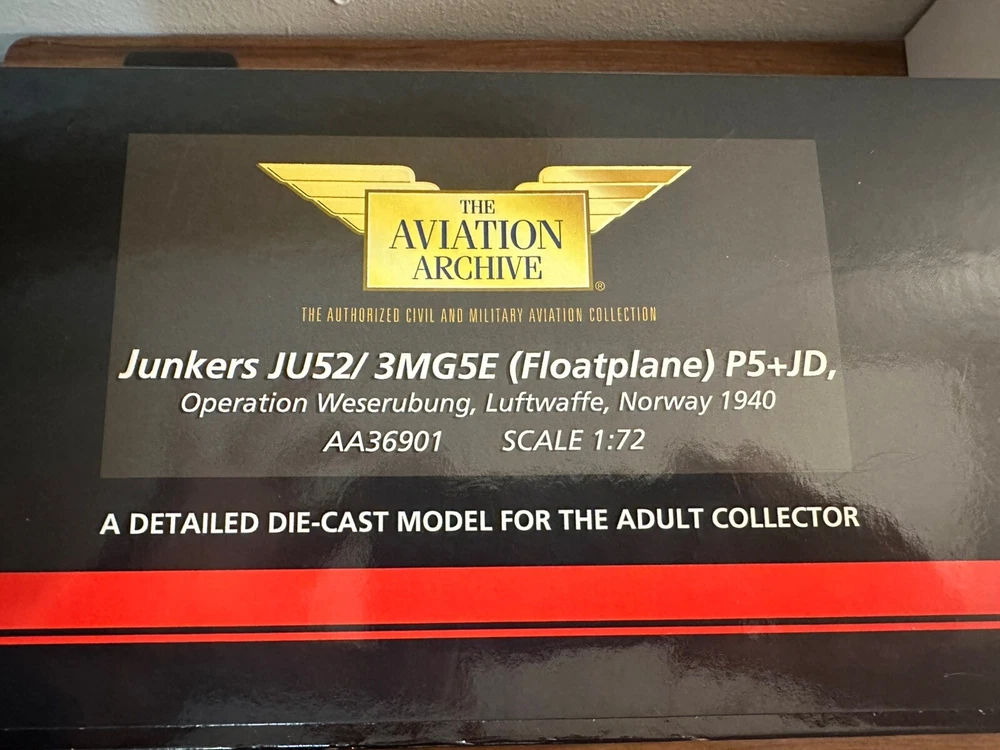 THE
AVIATION
ARCHIVE
®
THE AUTHORIZED CIVIL AND MILITARY AVIATION COLLECTION
Junkers JU52/ 3MG5E (Floatplane) P5+JD,
Operation Weserubung, Luftwaffe, Norway 1940
AA36901 SCALE 1:72
A DETAILED DIE-CAST MODEL FOR THE ADULT COLLECTOR